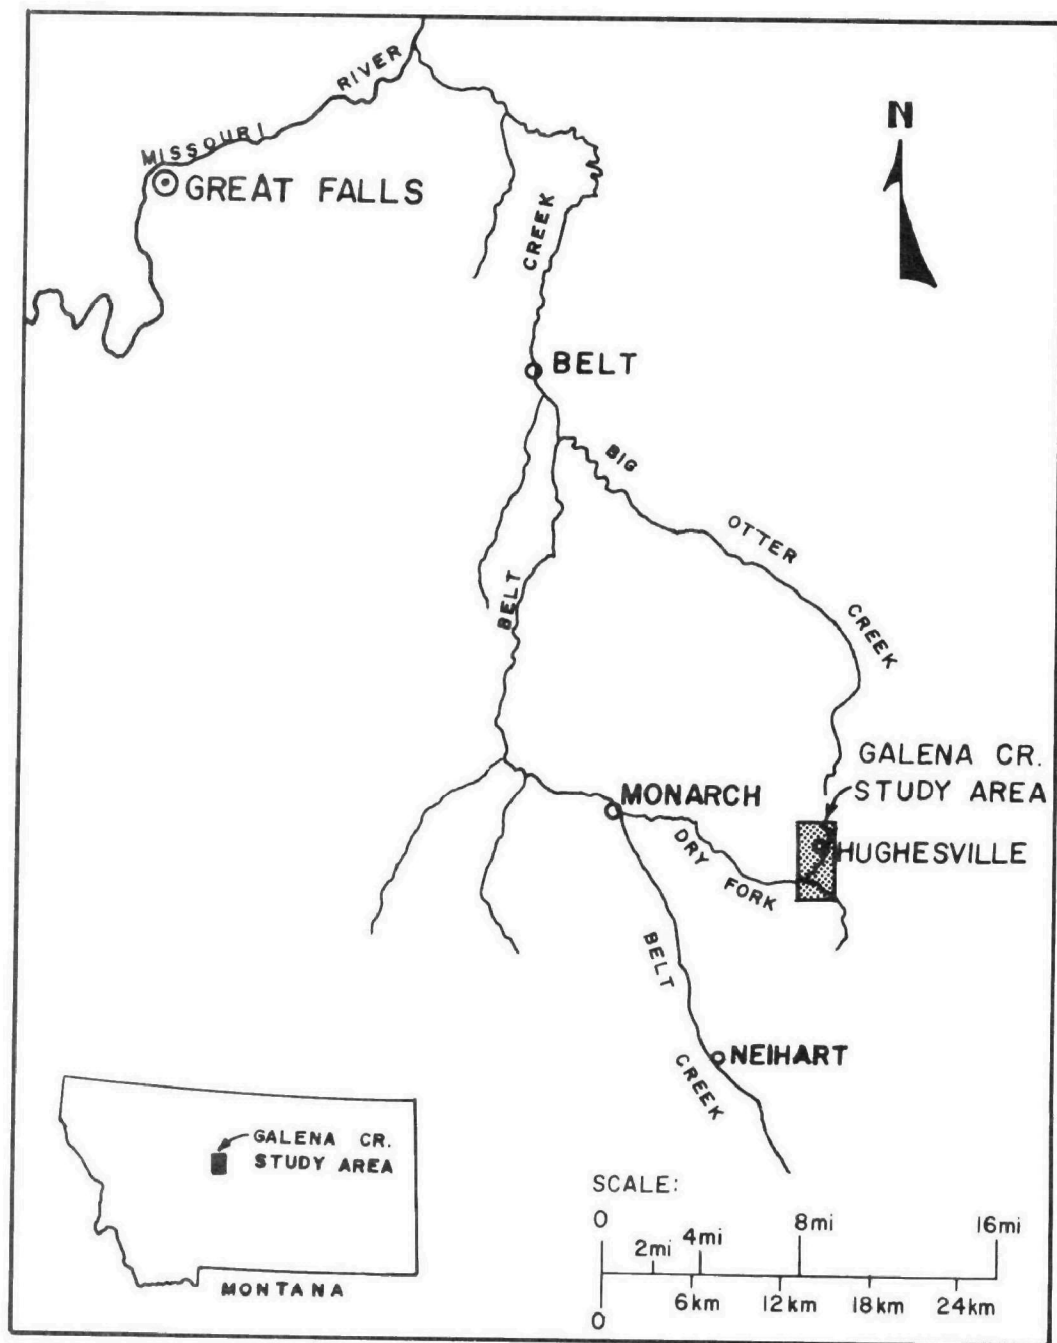 MISSOURI RIVER
GREAT FALLS
N
CREEK
BELT
BIG OTTER CREEK
BELT
GALENA CR.
STUDY AREA
MONARCH
HUGHESVILLE
DRY FORK
BELT CREEK
NEIHART
GALENA CR.
STUDY AREA
MONTANA
SCALE:
0 2mi 4mi 8mi 16mi
0 6km 12km 18km 24km